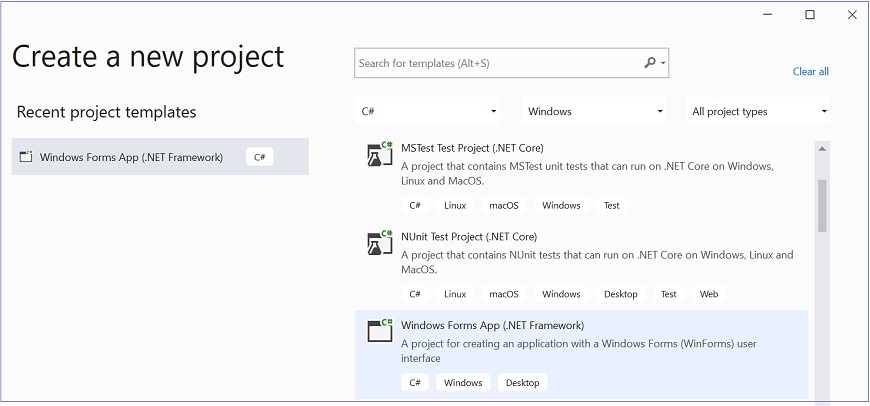 Create a new project
Search for templates (Alt+S)
Clear all
Recent project templates
C#
Windows
All project types
Windows Forms App (.NET Framework)
C#
C#
MSTest Test Project (.NET Core)
A project that contains MSTest unit tests that can run on .NET Core on Windows,
Linux and MacOS.
C# Linux macOS Windows Test
C#
NUnit Test Project (.NET Core)
A project that contains NUnit tests that can run on .NET Core on Windows, Linux and
MacOS.
C# Linux macOS Windows Desktop Test Web
C#
Windows Forms App (.NET Framework)
A project for creating an application with a Windows Forms (WinForms) user
interface
C# Windows Desktop